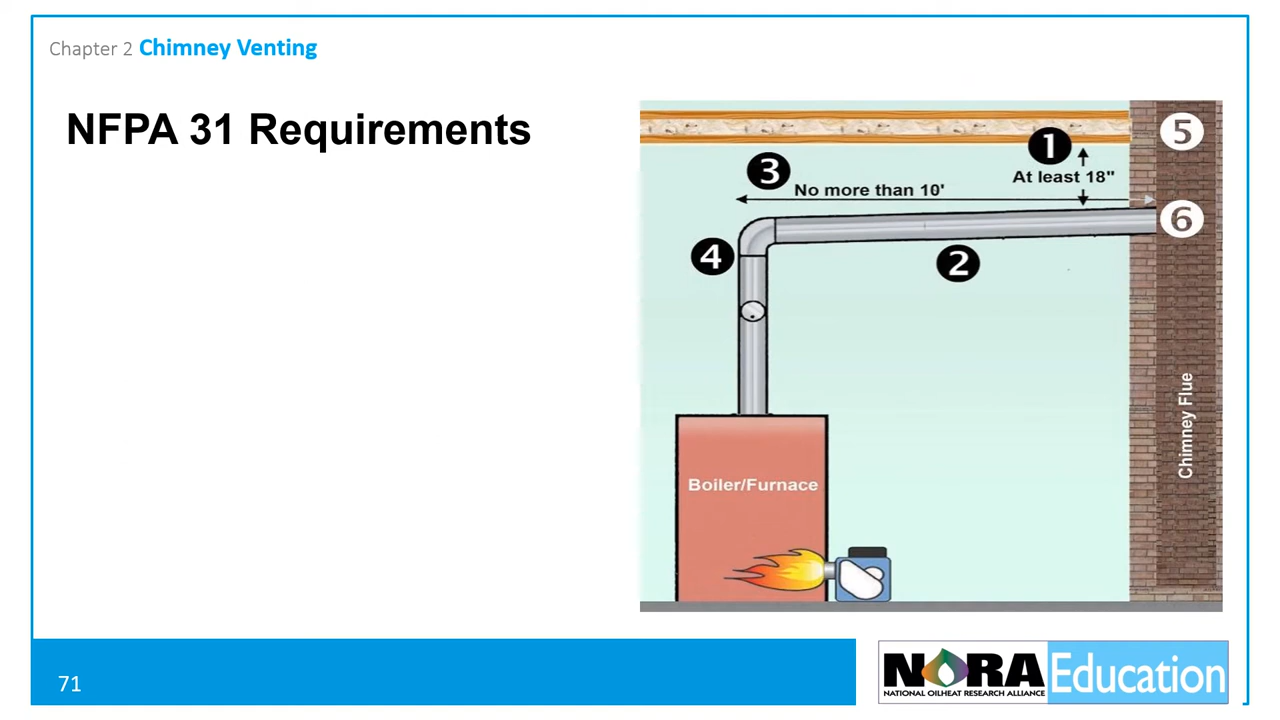 Chapter 2 Chimney Venting
NFPA 31 Requirements
1
At least 18"
3
No more than 10'
5
6
4
2
Chimney Flue
Boiler/Furnace
71
NORA Education
NATIONAL OILHEAT RESEARCH ALLIANCE